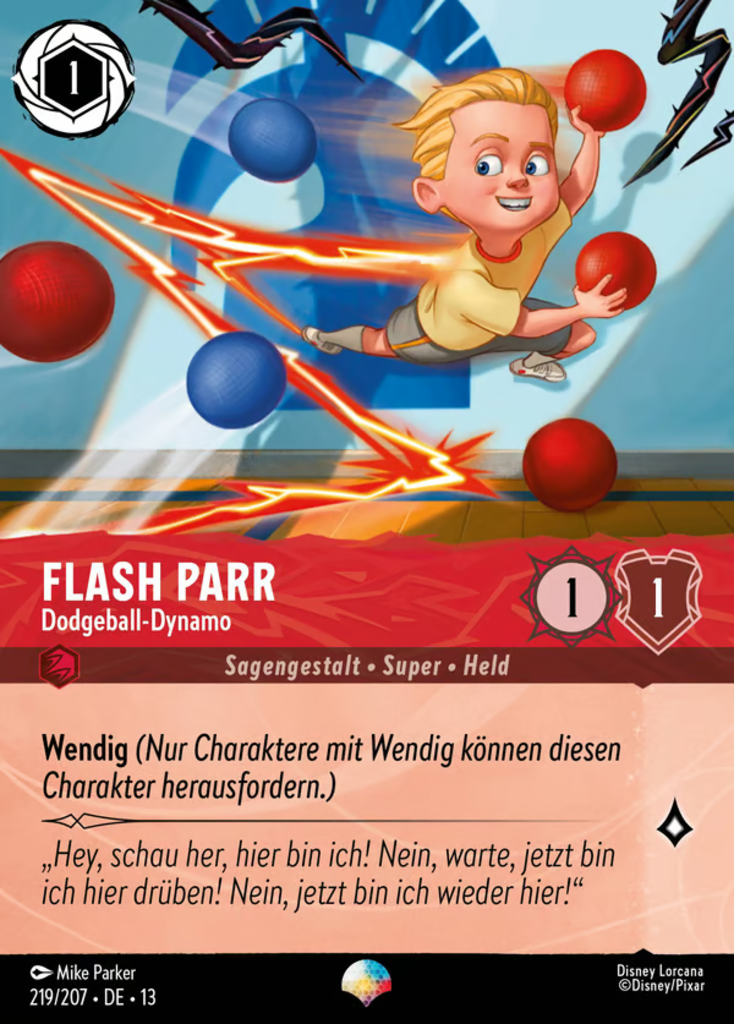 1
FLASH PARR
Dodgeball-Dynamo
1
1
Sagengestalt • Super • Held
Wendig (Nur Charaktere mit Wendig können diesen
Charakter herausfordern.)
„Hey, schau her, hier bin ich! Nein, warte, jetzt bin
ich hier drüben! Nein, jetzt bin ich wieder hier!“
Mike Parker
219/207 • DE • 13
Disney Lorcana
©Disney/Pixar